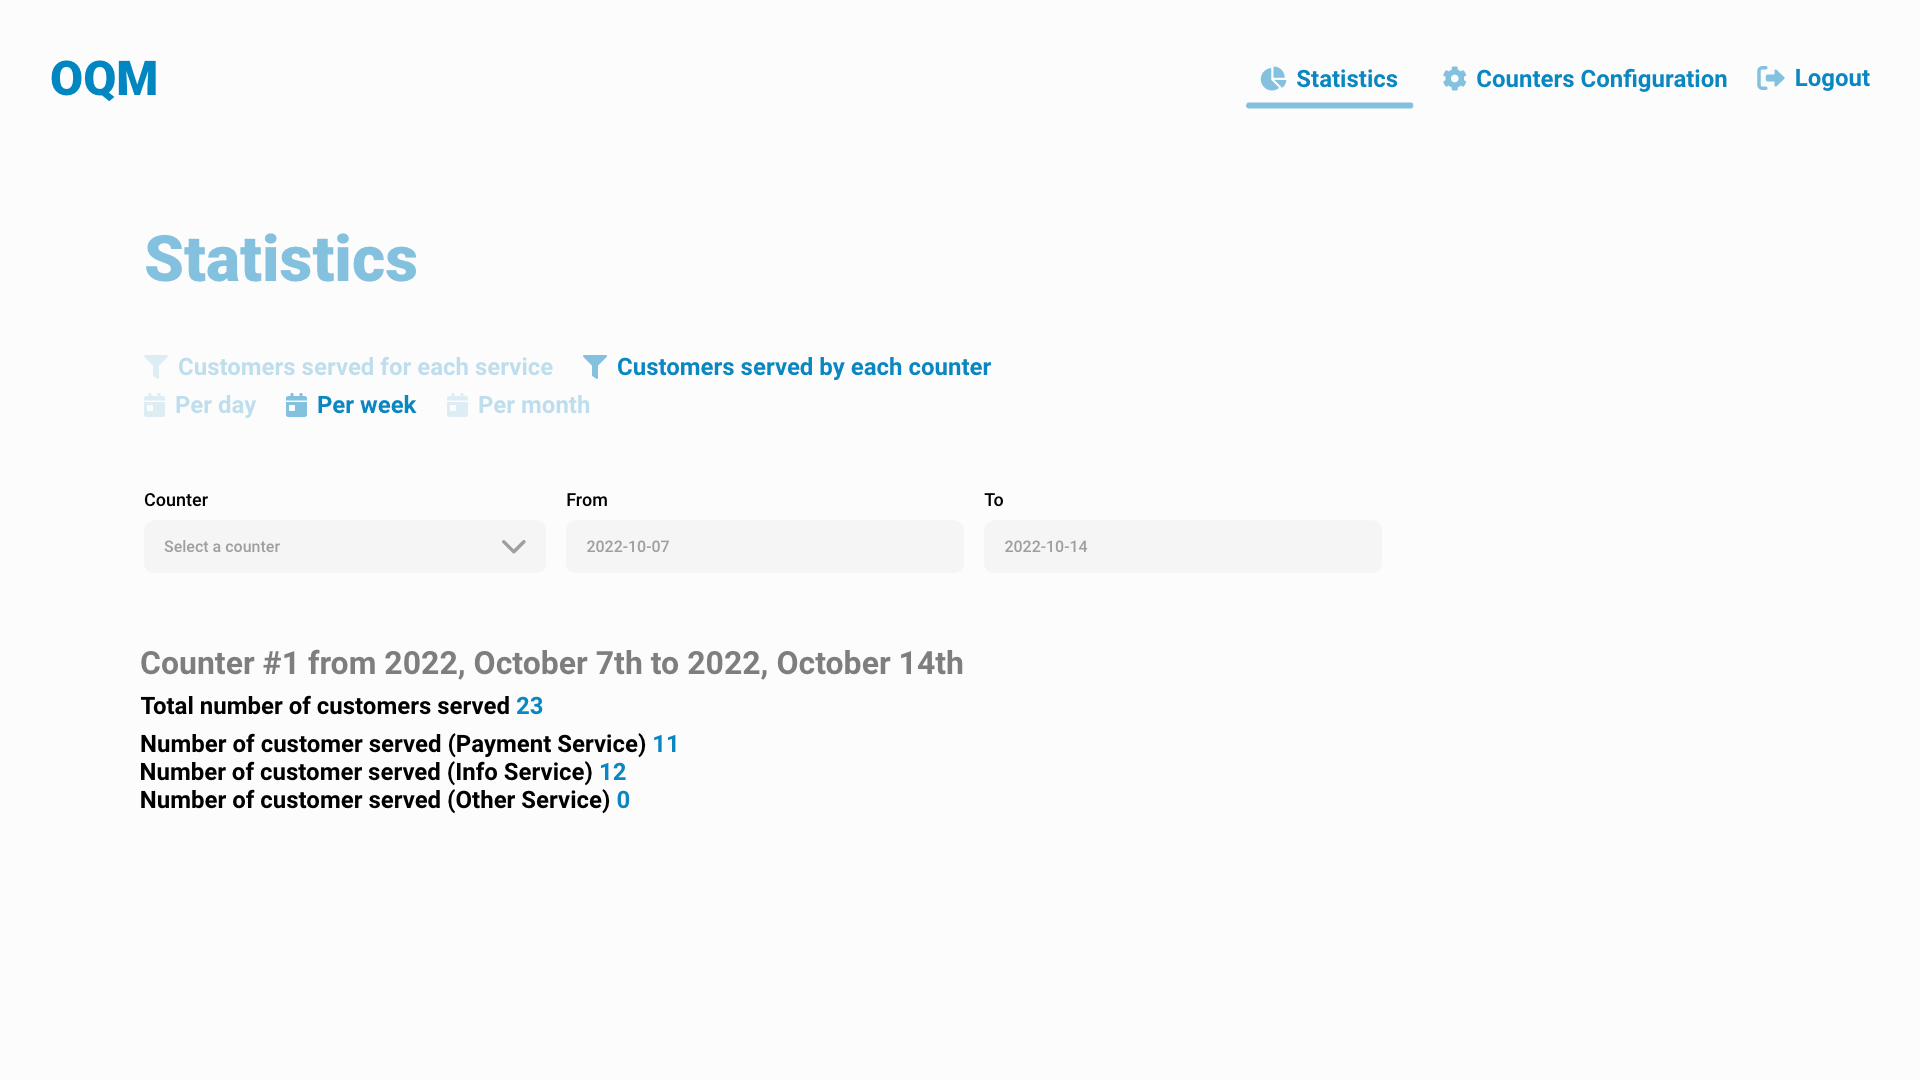 OQM
Statistics Counters Configuration Logout
Statistics
Customers served for each service Customers served by each counter
Per day Per week Per month
Counter From To
Select a counter 2022-10-07 2022-10-14
Counter #1 from 2022, October 7th to 2022, October 14th
Total number of customers served 23
Number of customer served (Payment Service) 11
Number of customer served (Info Service) 12
Number of customer served (Other Service) 0